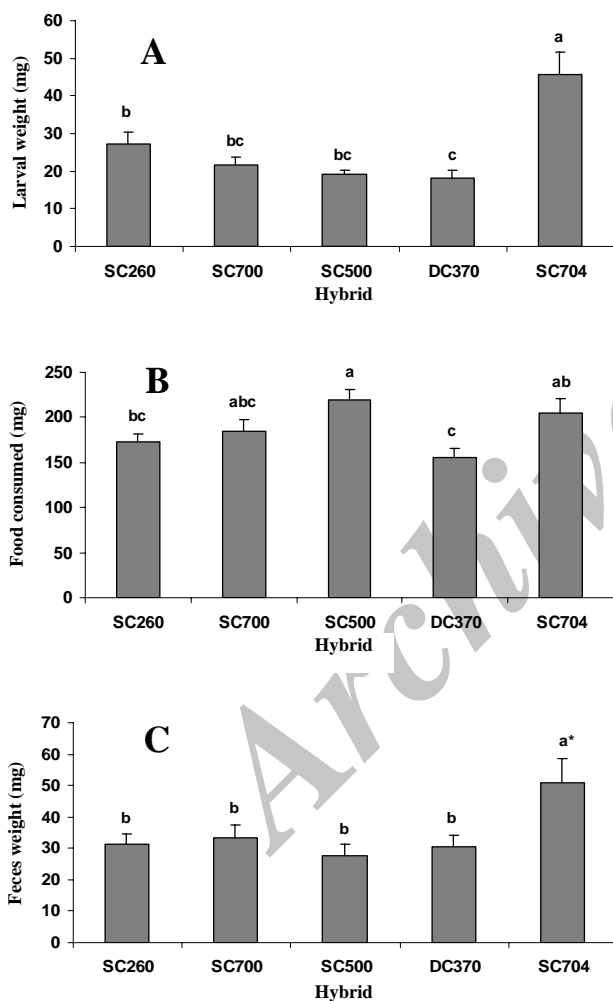 A
Larval weight (mg)
60
50
40
30
20
10
0
b
bc
bc
c
a
SC260 SC700 SC500 DC370 SC704
Hybrid
B
Food consumed (mg)
250
200
150
100
50
0
bc
abc
a
c
ab
SC260 SC700 SC500 DC370 SC704
Hybrid
C
Feces weight (mg)
70
60
50
40
30
20
10
0
b
b
b
b
a*
SC260 SC700 SC500 DC370 SC704
Hybrid
Archive